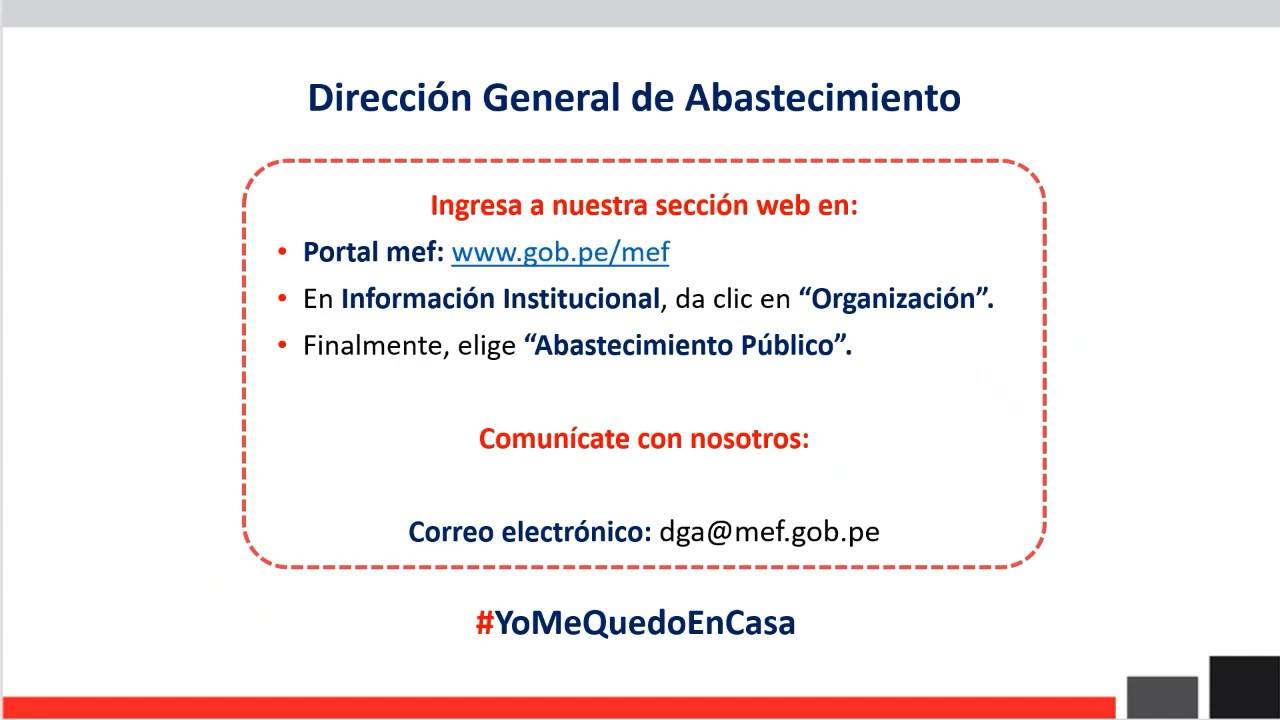 Dirección General de Abastecimiento
Ingresa a nuestra sección web en:
• Portal mef: www.gob.pe/mef
• En Información Institucional, da clic en “Organización”.
• Finalmente, elige “Abastecimiento Público”.
Comunícate con nosotros:
Correo electrónico: dga@mef.gob.pe
#YoMeQuedoEnCasa